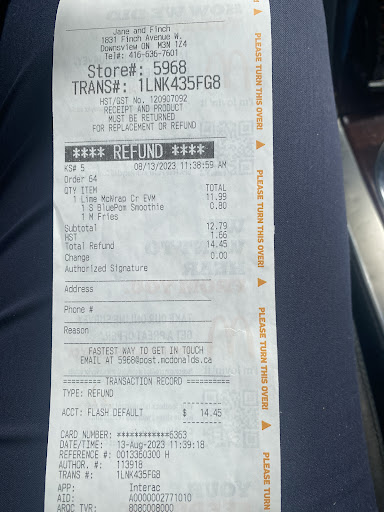 Jane and Finch
1831 Finch Avenue W.
Downsview ON M3N 1Z4
Tel#: 416-636-7601
Store#: 5968
TRANS#: 1LNK435FG8
HST/GST No. 120907092
RECEIPT AND PRODUCT
MUST BE RETURNED
FOR REPLACEMENT OR REFUND
**** REFUND ****
KS# 5 08/13/2023 11:38:59 AM
Order 64
QTY ITEM TOTAL
1 Lime McWrap Cr EVM 11.99
1 S BluePom Smoothie 0.80
1 M Fries
Subtotal 12.79
HST 1.66
Total Refund 14.45
Change 0.00
Authorized Signature
Address
Phone #
Reason
FASTEST WAY TO GET IN TOUCH
EMAIL AT 5968@post.mcdonalds.ca
========= TRANSACTION RECORD =========
TYPE: REFUND
ACCT: FLASH DEFAULT $ 14.45
CARD NUMBER: ************6363
DATE/TIME: 13-Aug-2023 11:39:18
REFERENCE #: 0013360300 H
AUTHOR. #: 113918
TRANS #: 1LNK435FG8
APP: Interac
AID: A0000002771010
ARQC TVR: 8080008000
PLEASE TURN THIS OVER!
PLEASE TURN THIS OVER!
PLEASE TURN THIS OVER!
PLEASE TURN THIS OVER!